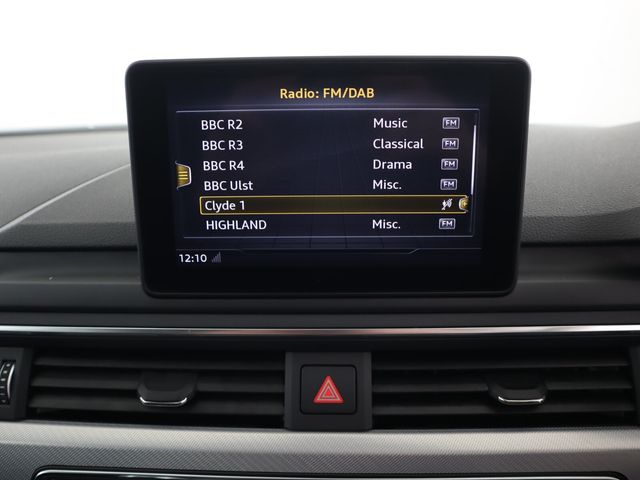 Radio: FM/DAB
BBC R2 Music FM
BBC R3 Classical FM
BBC R4 Drama FM
BBC Ulst Misc. FM
Clyde 1
HIGHLAND Misc. FM
12:10